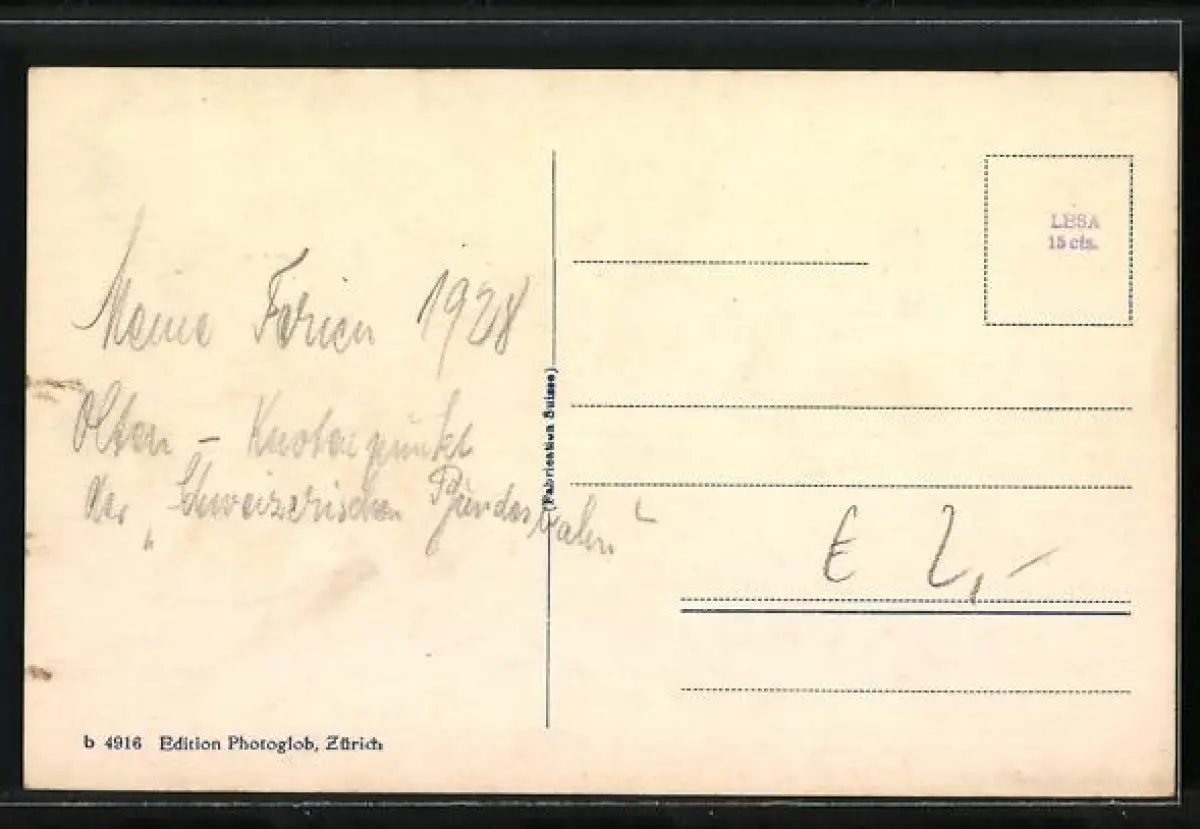 Meine Ferien 1928
Olten – Knotenpunkt
der „Schweizerischen Bundesbahn“
b 4916 Edition Photoglob, Zürich
(Fabrication Suisse)
LESA
15 cts.
€ 2,-